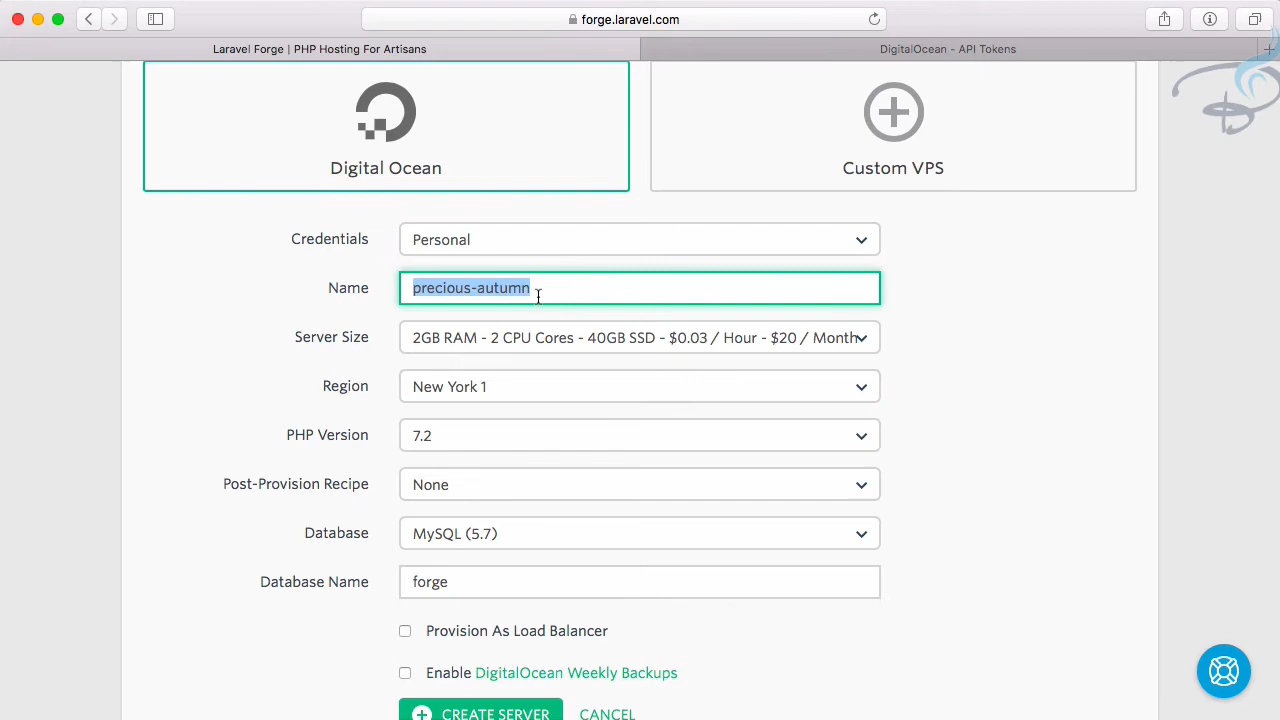 forge.laravel.com
Laravel Forge | PHP Hosting For Artisans
DigitalOcean - API Tokens
Digital Ocean
Custom VPS
Credentials
Personal
Name
precious-autumn
Server Size
2GB RAM - 2 CPU Cores - 40GB SSD - $0.03 / Hour - $20 / Month
Region
New York 1
PHP Version
7.2
Post-Provision Recipe
None
Database
MySQL (5.7)
Database Name
forge
Provision As Load Balancer
Enable DigitalOcean Weekly Backups
CREATE SERVER
CANCEL